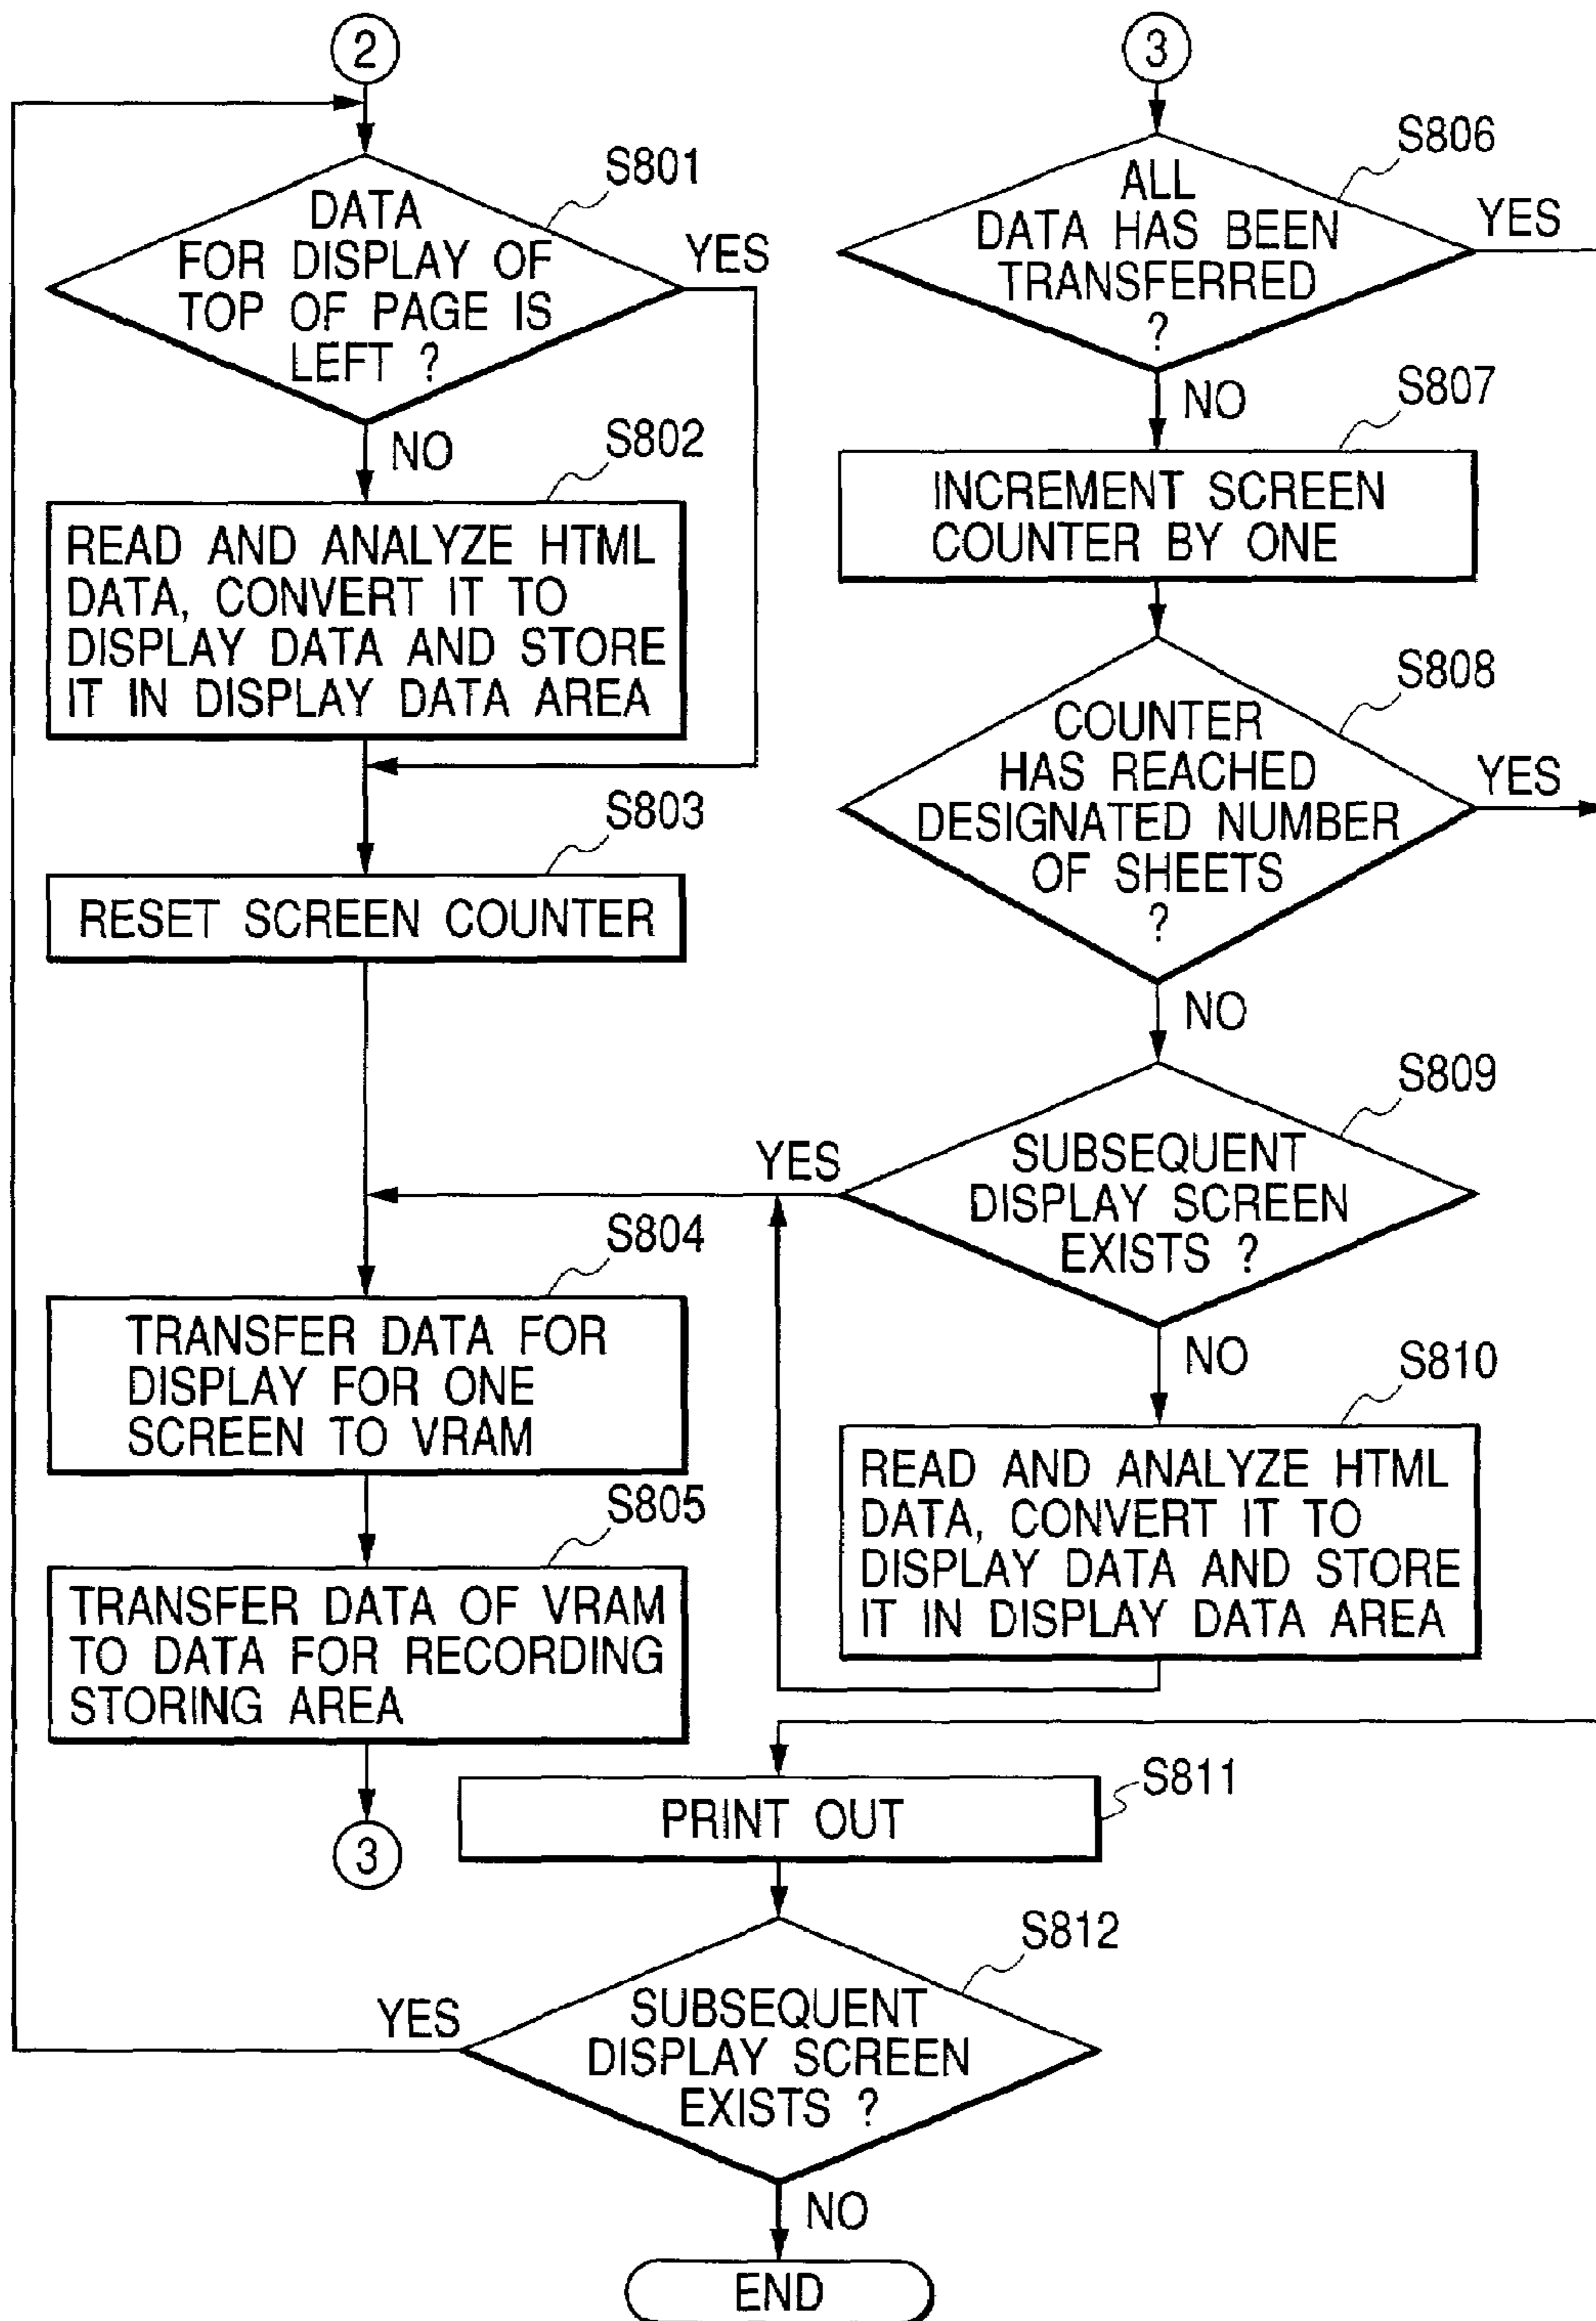 2
S801
DATA
FOR DISPLAY OF
TOP OF PAGE IS
LEFT ?
YES
NO
S802
READ AND ANALYZE HTML
DATA, CONVERT IT TO
DISPLAY DATA AND STORE
IT IN DISPLAY DATA AREA
S803
RESET SCREEN COUNTER
S804
TRANSFER DATA FOR
DISPLAY FOR ONE
SCREEN TO VRAM
S805
TRANSFER DATA OF VRAM
TO DATA FOR RECORDING
STORING AREA
3
3
S806
ALL
DATA HAS BEEN
TRANSFERRED
?
YES
NO
S807
INCREMENT SCREEN
COUNTER BY ONE
S808
COUNTER
HAS REACHED
DESIGNATED NUMBER
OF SHEETS
?
YES
NO
S809
SUBSEQUENT
DISPLAY SCREEN
EXISTS ?
YES
NO
S810
READ AND ANALYZE HTML
DATA, CONVERT IT TO
DISPLAY DATA AND STORE
IT IN DISPLAY DATA AREA
S811
PRINT OUT
S812
SUBSEQUENT
DISPLAY SCREEN
EXISTS ?
YES
NO
END